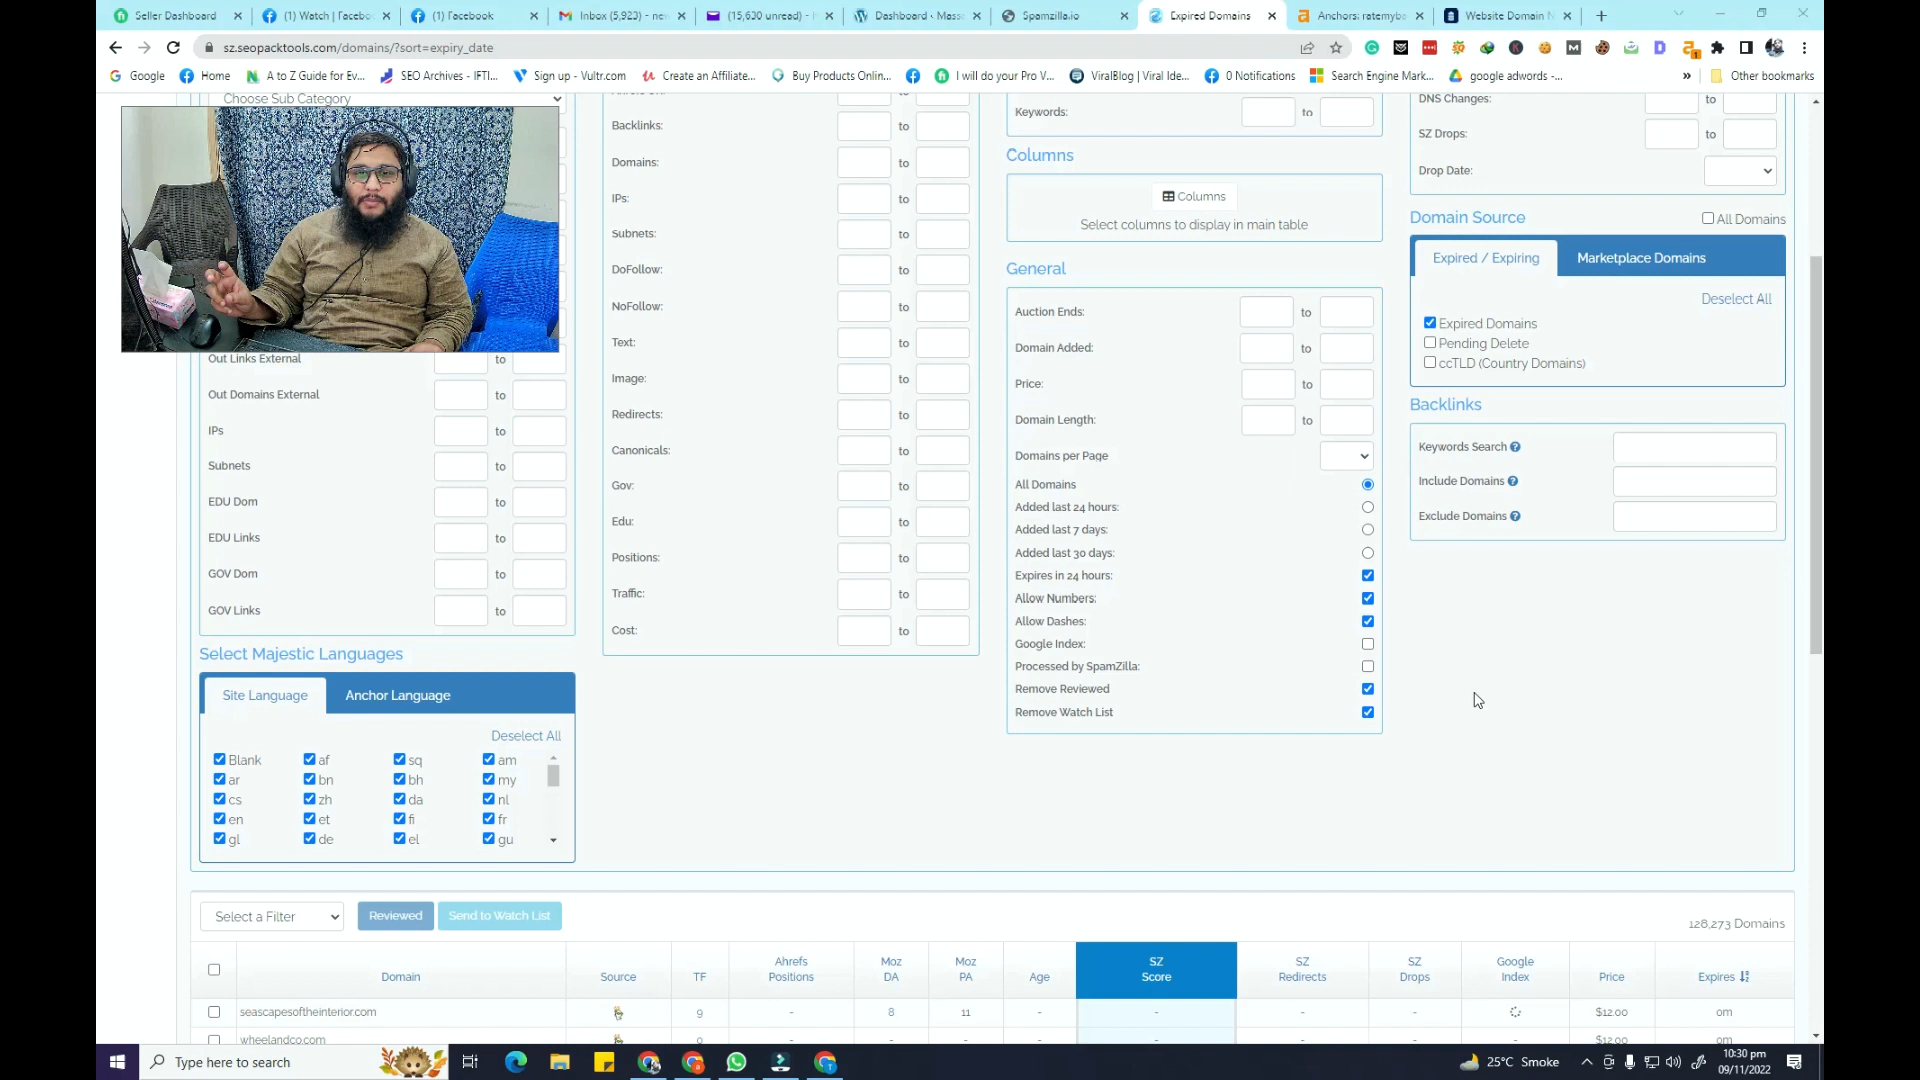 Seller Dashboard
(1) Watch | Facebo
(1) Facebook
Inbox (5,923) - ne
(15,630 unread) -
Dashboard ‹ Mass
Spamzilla.io
Expired Domains
Anchors: ratemyba
Website Domain N
sz.seopacktools.com/domains/?sort=expiry_date
Google
Home
A to Z Guide for Ev...
SEO Archives - IFTI...
Sign up - Vultr.com
Create an Affiliate...
Buy Products Onlin...
I will do your Pro V...
ViralBlog | Viral Ide...
0 Notifications
Search Engine Mark...
google adwords -...
»
Other bookmarks
Choose Sub Category
Out Links External to
Out Domains External to
IPs to
Subnets to
EDU Dom to
EDU Links to
GOV Dom to
GOV Links to
Select Majestic Languages
Site Language
Anchor Language
Deselect All
Blank af sq am
ar bn bh my
cs zh da nl
en et fi fr
gl de el gu
Backlinks: to
Domains: to
IPs: to
Subnets: to
DoFollow: to
NoFollow: to
Text: to
Image: to
Redirects: to
Canonicals: to
Gov: to
Edu: to
Positions: to
Traffic: to
Cost: to
Keywords: to
Columns
Columns
Select columns to display in main table
General
Auction Ends: to
Domain Added: to
Price: to
Domain Length: to
Domains per Page
All Domains
Added last 24 hours:
Added last 7 days:
Added last 30 days:
Expires in 24 hours:
Allow Numbers:
Allow Dashes:
Google Index:
Processed by SpamZilla:
Remove Reviewed
Remove Watch List
DNS Changes: to
SZ Drops: to
Drop Date:
Domain Source
All Domains
Expired / Expiring
Marketplace Domains
Deselect All
Expired Domains
Pending Delete
ccTLD (Country Domains)
Backlinks
Keywords Search
Include Domains
Exclude Domains
Select a Filter
Reviewed
Send to Watch List
128,273 Domains
Domain
Source
TF
Ahrefs Positions
Moz DA
Moz PA
Age
SZ Score
SZ Redirects
SZ Drops
Google Index
Price
Expires
seascapesoftheinterior.com 9 - 8 11 - - - - $12.00 0m
wheelandco.com 0 - - - - - - - $12.00 0m
Type here to search
25°C Smoke
10:30 pm
09/11/2022